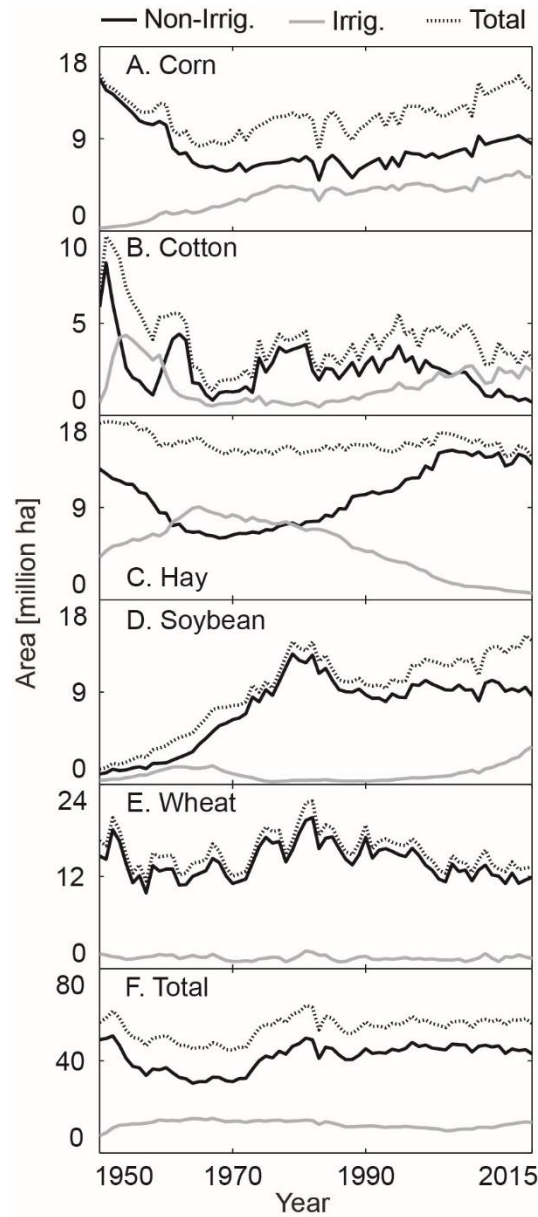 Non-Irrig. Irrig. Total
18
A. Corn
9
0
10
B. Cotton
5
0
18
9
C. Hay
0
18
D. Soybean
9
0
24
E. Wheat
12
0
80
F. Total
40
0
1950 1970 1990 2015
Year
Area [million ha]